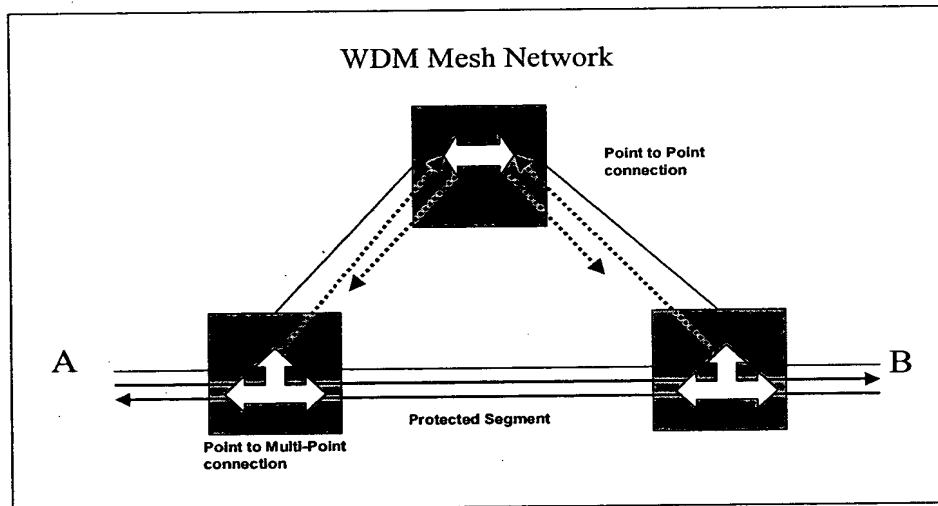 WDM Mesh Network
Point to Point
connection
A
B
Protected Segment
Point to Multi-Point
connection